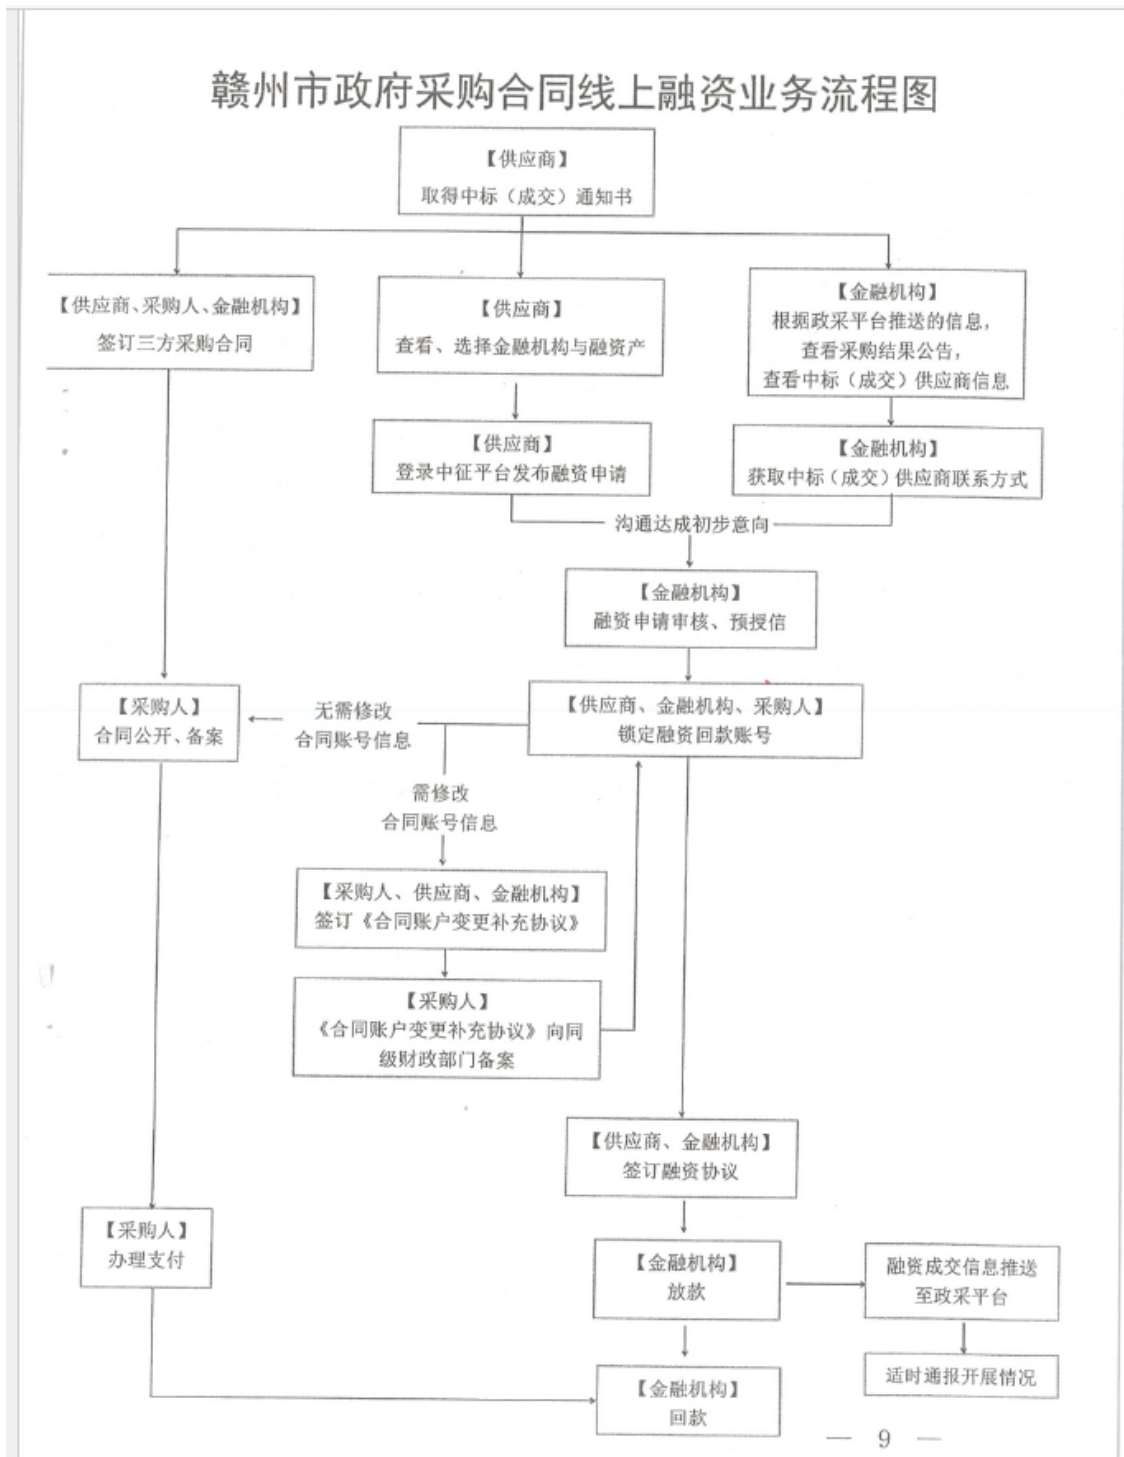 赣州市政府采购合同线上融资业务流程图
【供应商】
取得中标（成交）通知书
【供应商、采购人、金融机构】
签订三方采购合同
【供应商】
查看、选择金融机构与融资产
【金融机构】
根据政采平台推送的信息，
查看采购结果公告，
查看中标（成交）供应商信息
【供应商】
登录中征平台发布融资申请
【金融机构】
获取中标（成交）供应商联系方式
沟通达成初步意向
【金融机构】
融资申请审核、预授信
【采购人】
合同公开、备案
无需修改
合同账号信息
【供应商、金融机构、采购人】
锁定融资回款账号
需修改
合同账号信息
【采购人、供应商、金融机构】
签订《合同账户变更补充协议》
【采购人】
《合同账户变更补充协议》向同
级财政部门备案
【供应商、金融机构】
签订融资协议
【采购人】
办理支付
【金融机构】
放款
融资成交信息推送
至政采平台
适时通报开展情况
【金融机构】
回款
— 9 —